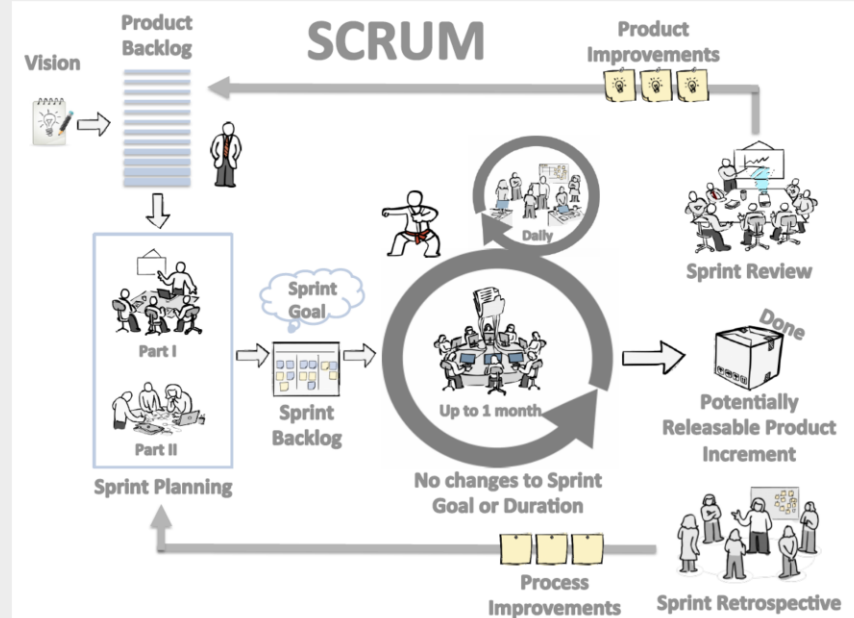 SCRUM
Vision
Product
Backlog
Product
Improvements
Daily
Sprint Review
Sprint
Goal
Part I
Part II
Sprint Planning
Sprint
Backlog
Up to 1 month
No changes to Sprint
Goal or Duration
Done
Potentially
Releasable Product
Increment
Process
Improvements
Sprint Retrospective